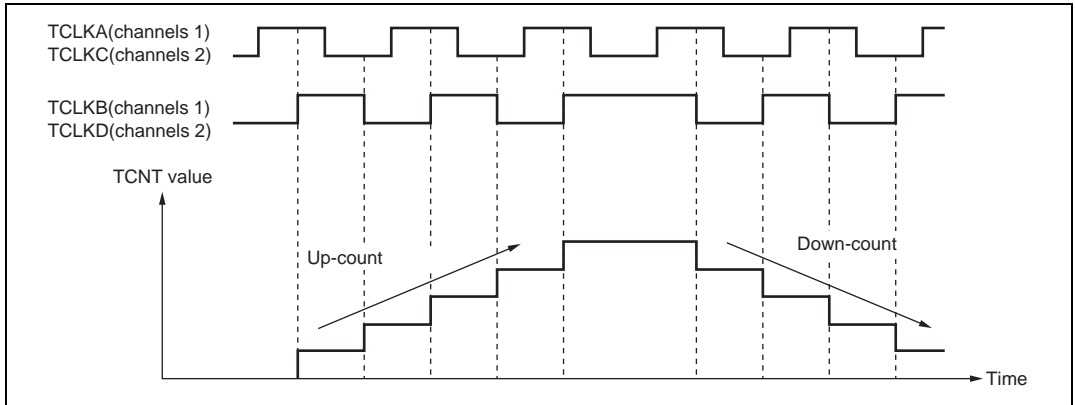 TCLKA(channels 1)
TCLKC(channels 2)
TCLKB(channels 1)
TCLKD(channels 2)
TCNT value
Up-count
Down-count
Time